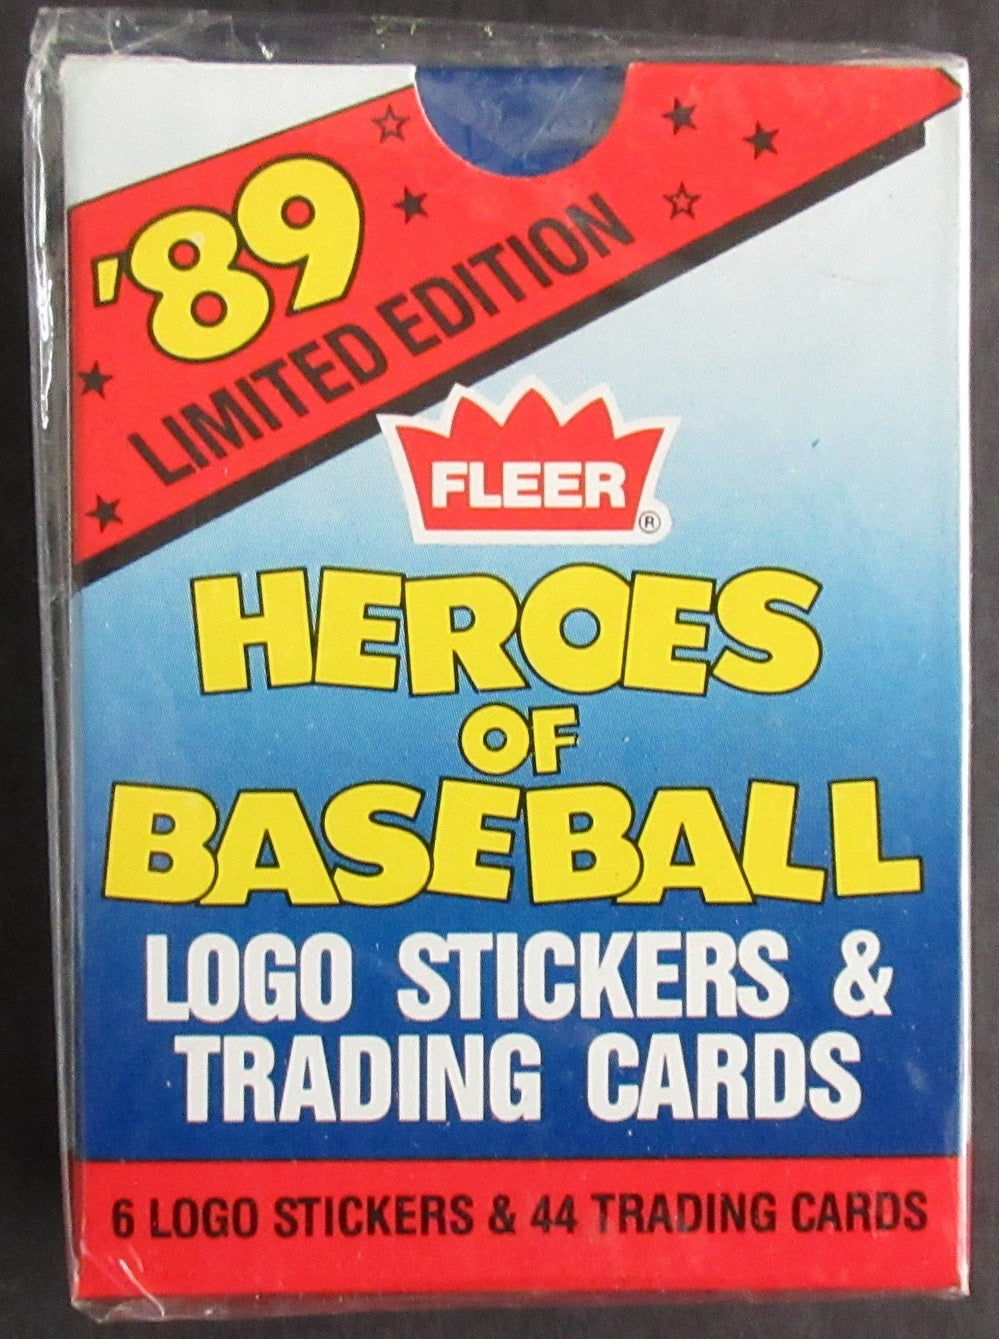 '89
LIMITED EDITION
FLEER
®
HEROES
OF
BASEBALL
LOGO STICKERS &
TRADING CARDS
6 LOGO STICKERS & 44 TRADING CARDS